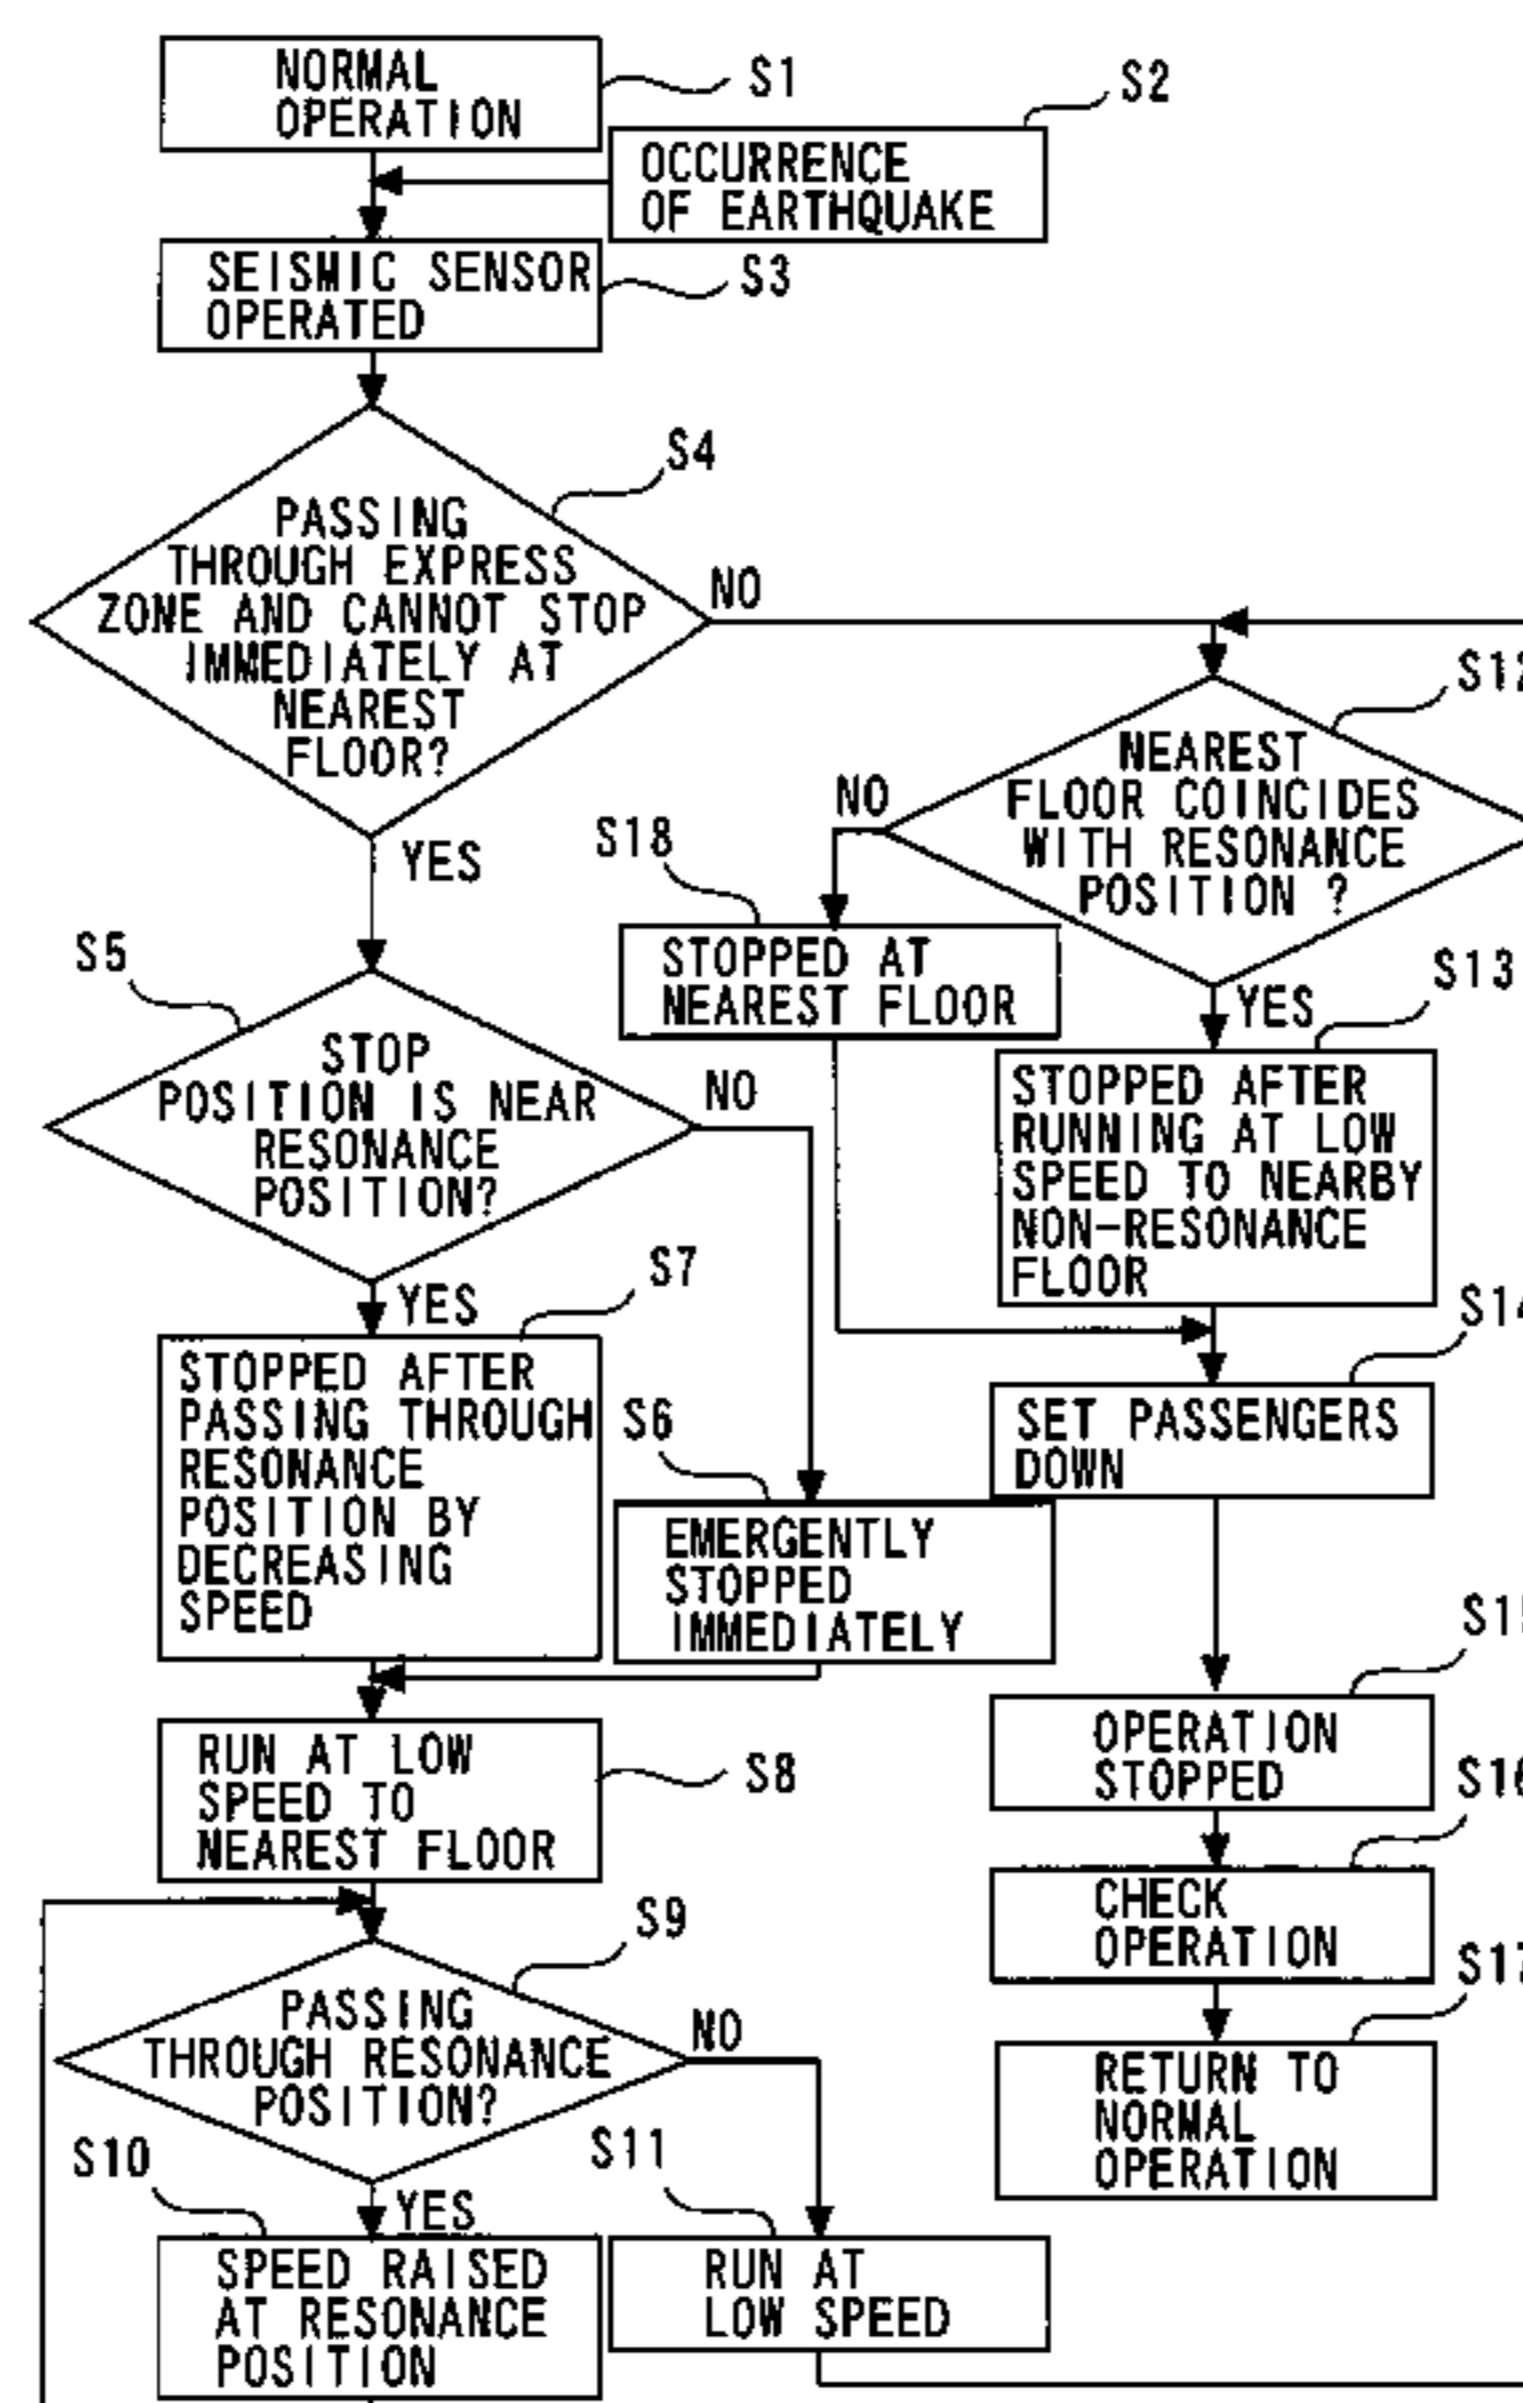 NORMAL
OPERATION
S1
S2
OCCURRENCE
OF EARTHQUAKE
SEISMIC SENSOR
OPERATED
S3
S4
PASSING
THROUGH EXPRESS
ZONE AND CANNOT STOP
IMMEDIATELY AT
NEAREST
FLOOR?
NO
YES
S12
NEAREST
FLOOR COINCIDES
WITH RESONANCE
POSITION ?
NO
YES
S18
STOPPED AT
NEAREST FLOOR
S13
STOPPED AFTER
RUNNING AT LOW
SPEED TO NEARBY
NON-RESONANCE
FLOOR
S5
STOP
POSITION IS NEAR
RESONANCE
POSITION?
NO
YES
S7
STOPPED AFTER
PASSING THROUGH
RESONANCE
POSITION BY
DECREASING
SPEED
S6
EMERGENTLY
STOPPED
IMMEDIATELY
S14
SET PASSENGERS
DOWN
S15
OPERATION
STOPPED
RUN AT LOW
SPEED TO
NEAREST FLOOR
S8
S16
CHECK
OPERATION
S9
PASSING
THROUGH RESONANCE
POSITION?
NO
YES
S17
RETURN TO
NORMAL
OPERATION
S10
SPEED RAISED
AT RESONANCE
POSITION
S11
RUN AT
LOW SPEED